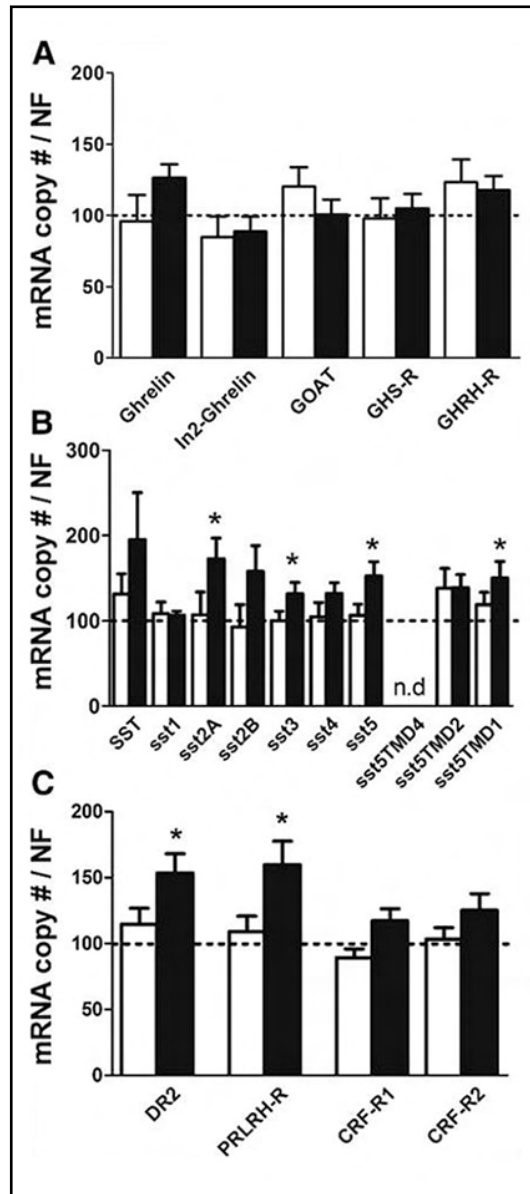 A
mRNA copy # / NF
200
150
100
50
0
Ghrelin
In2-Ghrelin
GOAT
GHS-R
GHRH-R
B
mRNA copy # / NF
300
200
100
0
*
*
*
*
n.d
SST
sst1
sst2A
sst2B
sst3
sst4
sst5
sst5TMD4
sst5TMD2
sst5TMD1
C
mRNA copy # / NF
200
150
100
50
0
*
*
DR2
PRLRH-R
CRF-R1
CRF-R2